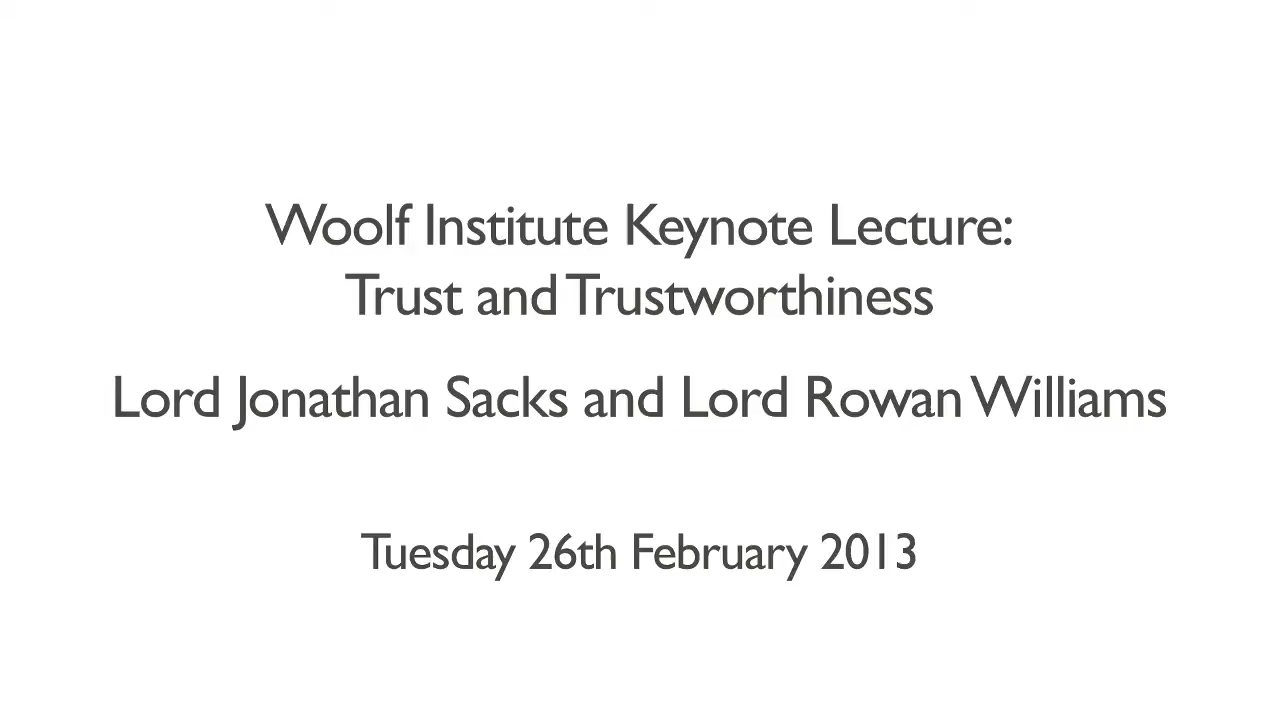 Woolf Institute Keynote Lecture:
Trust and Trustworthiness
Lord Jonathan Sacks and Lord Rowan Williams
Tuesday 26th February 2013